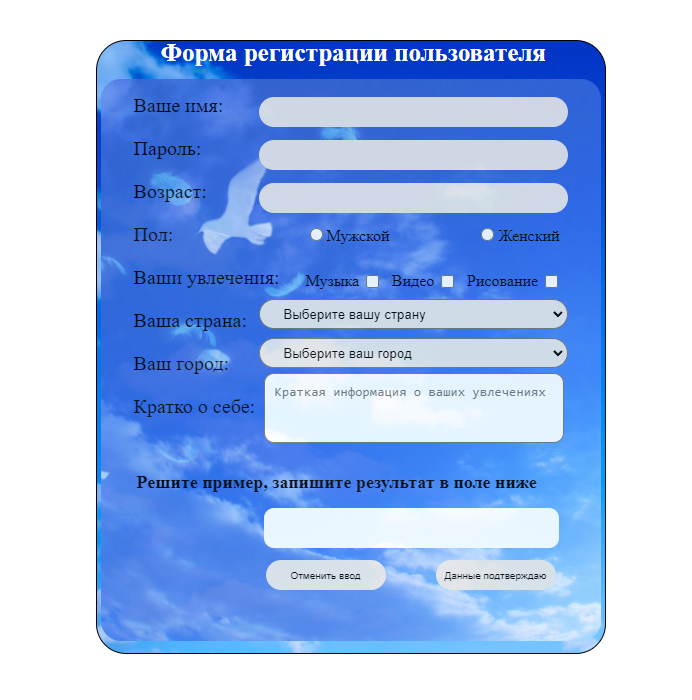 Форма регистрации пользователя
Ваше имя:
Пароль:
Возраст:
Пол: Мужской Женский
Ваши увлечения: Музыка Видео Рисование
Ваша страна: Выберите вашу страну
Ваш город: Выберите ваш город
Кратко о себе: Краткая информация о ваших увлечениях
Решите пример, запишите результат в поле ниже
Отменить ввод Данные подтверждаю